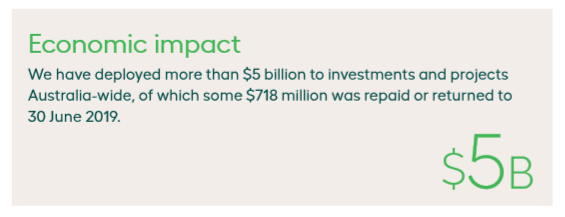 Economic impact
We have deployed more than $5 billion to investments and projects
Australia-wide, of which some $718 million was repaid or returned to
30 June 2019.
$5B